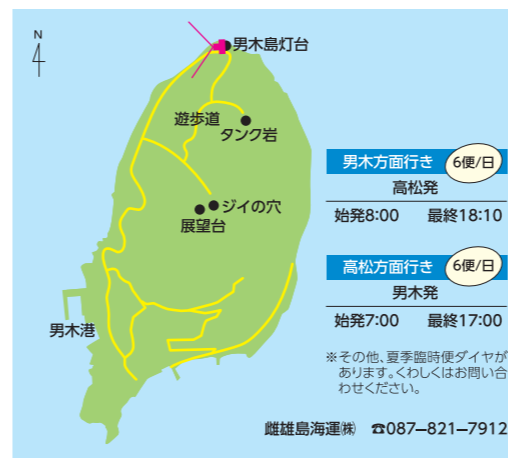 N
男木島灯台
遊歩道
タンク岩
ジイの穴
展望台
男木港
男木方面行き 6便/日
高松発
始発8:00 最終18:10
高松方面行き 6便/日
男木発
始発7:00 最終17:00
※その他、夏季臨時便ダイヤが
あります。くわしくはお問い合
わせください。
雌雄島海運㈱ ☎087–821–7912